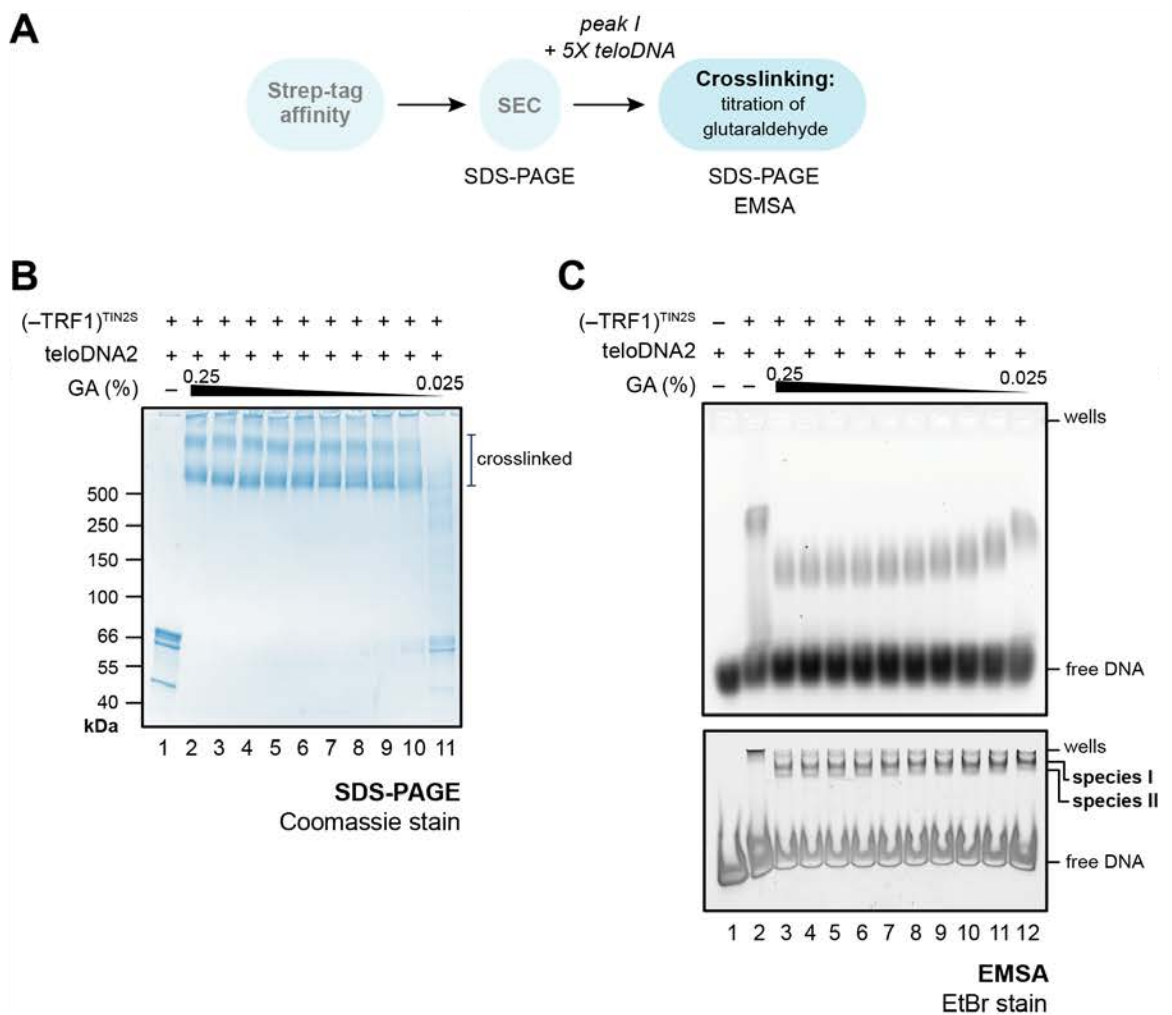 A
peak I
+ 5X teloDNA
Strep-tag
affinity
SEC
Crosslinking:
titration of
glutaraldehyde
SDS-PAGE
SDS-PAGE
EMSA
B
(–TRF1)TIN2S + + + + + + + + + + +
teloDNA2 + + + + + + + + + + +
GA (%) – 0.25 0.025
crosslinked
500
250
150
100
66
55
40
kDa
1 2 3 4 5 6 7 8 9 10 11
SDS-PAGE
Coomassie stain
C
(–TRF1)TIN2S – + + + + + + + + + + +
teloDNA2 + + + + + + + + + + + +
GA (%) – – 0.25 0.025
wells
free DNA
wells
species I
species II
free DNA
1 2 3 4 5 6 7 8 9 10 11 12
EMSA
EtBr stain